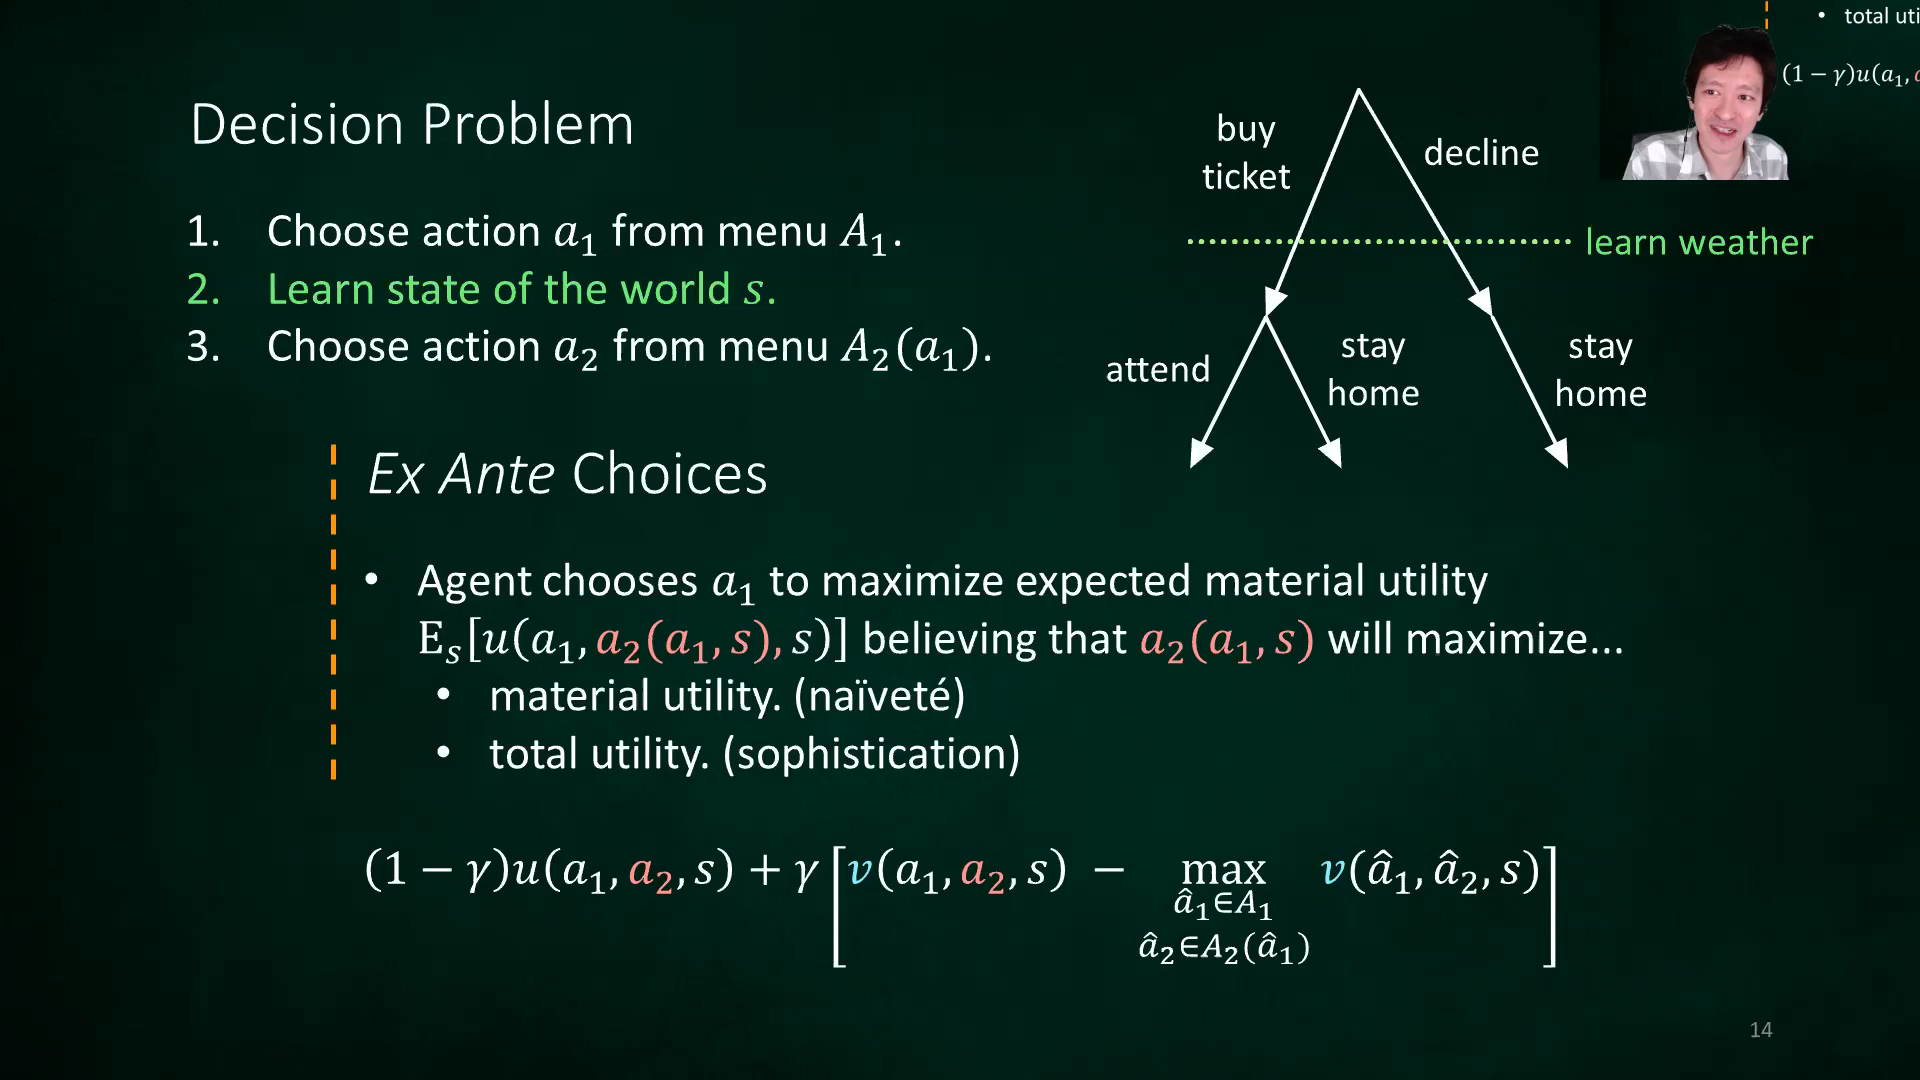 Decision Problem
1. Choose action a₁ from menu A₁.
2. Learn state of the world s.
3. Choose action a₂ from menu A₂(a₁).
buy
ticket
decline
learn weather
attend
stay
home
stay
home
• total uti
(1 − γ)u(a₁,
Ex Ante Choices
• Agent chooses a₁ to maximize expected material utility
Eₛ[u(a₁, a₂(a₁, s), s)] believing that a₂(a₁, s) will maximize...
• material utility. (naïveté)
• total utility. (sophistication)
(1 − γ)u(a₁, a₂, s) + γ [v(a₁, a₂, s) − max v(â₁, â₂, s)]
â₁∈A₁
â₂∈A₂(â₁)
14